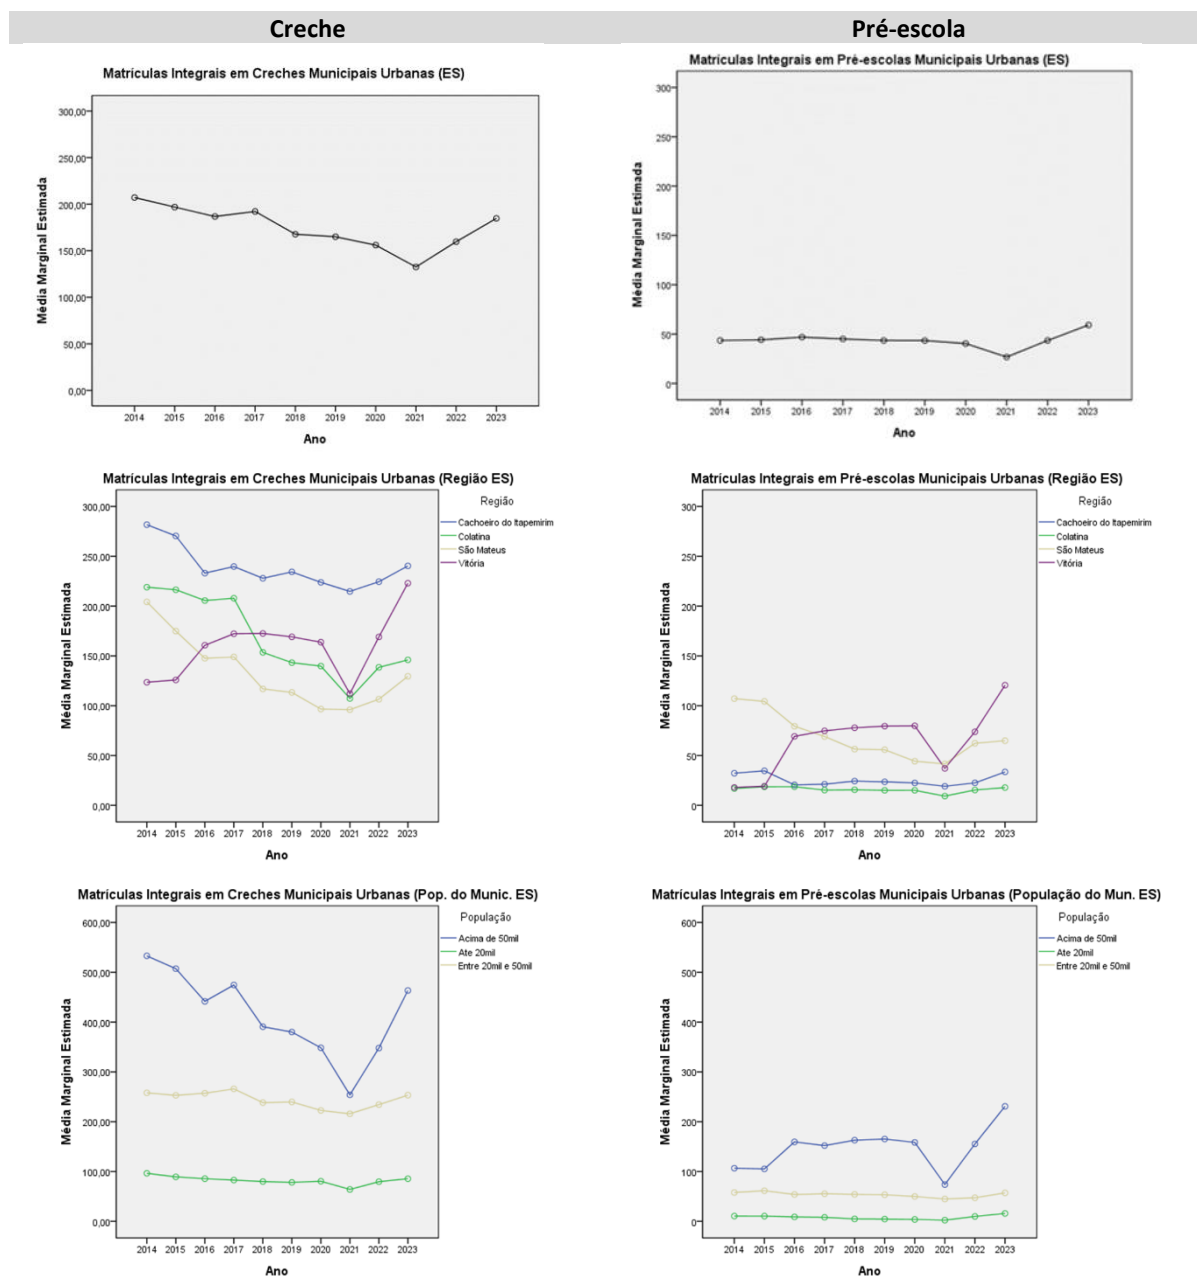 Creche
Pré-escola
Matrículas Integrais em Creches Municipais Urbanas (ES)
Média Marginal Estimada
300,00
250,00
200,00
150,00
100,00
50,00
0,00
2014 2015 2016 2017 2018 2019 2020 2021 2022 2023
Ano
Matrículas Integrais em Pré-escolas Municipais Urbanas (ES)
Média Marginal Estimada
300
250
200
150
100
50
0
2014 2015 2016 2017 2018 2019 2020 2021 2022 2023
Ano
Matrículas Integrais em Creches Municipais Urbanas (Região ES)
Região
Cachoeiro do Itapemirim
Colatina
São Mateus
Vitória
Média Marginal Estimada
300,00
250,00
200,00
150,00
100,00
50,00
0,00
2014 2015 2016 2017 2018 2019 2020 2021 2022 2023
Ano
Matrículas Integrais em Pré-escolas Municipais Urbanas (Região ES)
Região
Cachoeiro do Itapemirim
Colatina
São Mateus
Vitória
Média Marginal Estimada
300
250
200
150
100
50
0
2014 2015 2016 2017 2018 2019 2020 2021 2022 2023
Ano
Matrículas Integrais em Creches Municipais Urbanas (Pop. do Munic. ES)
População
Acima de 50mil
Ate 20mil
Entre 20mil e 50mil
Média Marginal Estimada
600,00
500,00
400,00
300,00
200,00
100,00
0,00
2014 2015 2016 2017 2018 2019 2020 2021 2022 2023
Ano
Matrículas Integrais em Pré-escolas Municipais Urbanas (População do Mun. ES)
População
Acima de 50mil
Ate 20mil
Entre 20mil e 50mil
Média Marginal Estimada
600
500
400
300
200
100
0
2014 2015 2016 2017 2018 2019 2020 2021 2022 2023
Ano